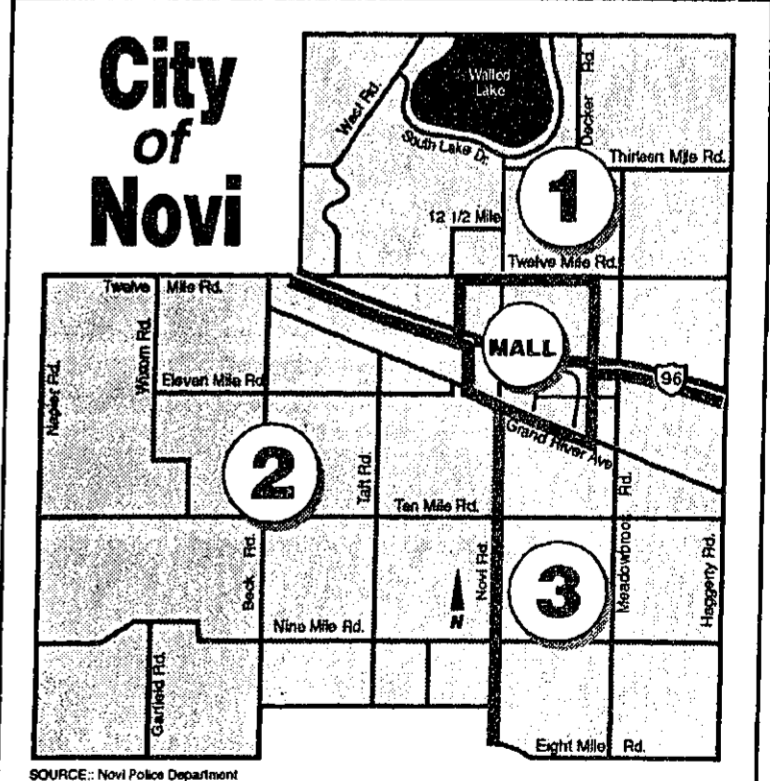 City
of
Novi
Walled
Lake
West Rd.
South Lake Dr.
Decker Rd.
Thirteen Mile Rd.
1
12 1/2 Mile
Twelve Mile Rd.
Twelve Mile Rd.
MALL
96
Napier Rd.
Wixom Rd.
Eleven Mile Rd.
Grand River Ave
2
Taft Rd.
Ten Mile Rd.
Beck Rd.
Novi Rd.
N
3
Meadowbrook Rd.
Haggerty Rd.
Nine Mile Rd.
Garfield Rd.
Eight Mile Rd.
SOURCE:: Novi Police Department